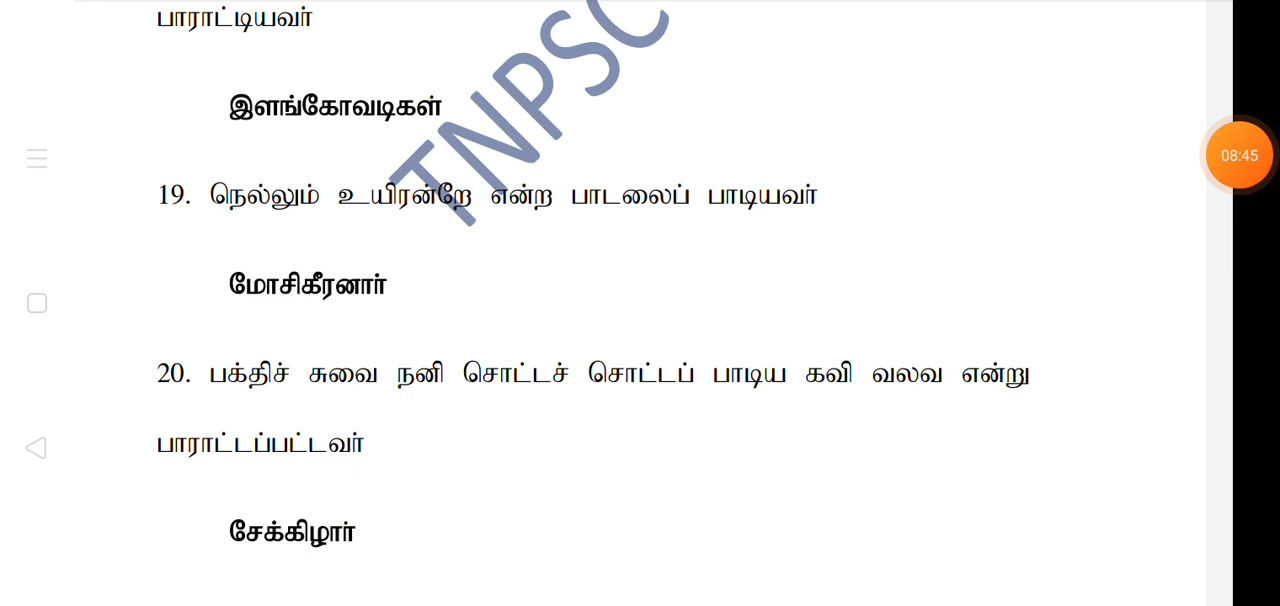 பாராட்டியவர்
இளங்கோவடிகள்
19. நெல்லும் உயிரன்றே என்ற பாடலைப் பாடியவர்
மோசிகீரனார்
20. பக்திச் சுவை நனி சொட்டச் சொட்டப் பாடிய கவி வலவ என்று
பாராட்டப்பட்டவர்
சேக்கிழார்
TNPSC
08:45